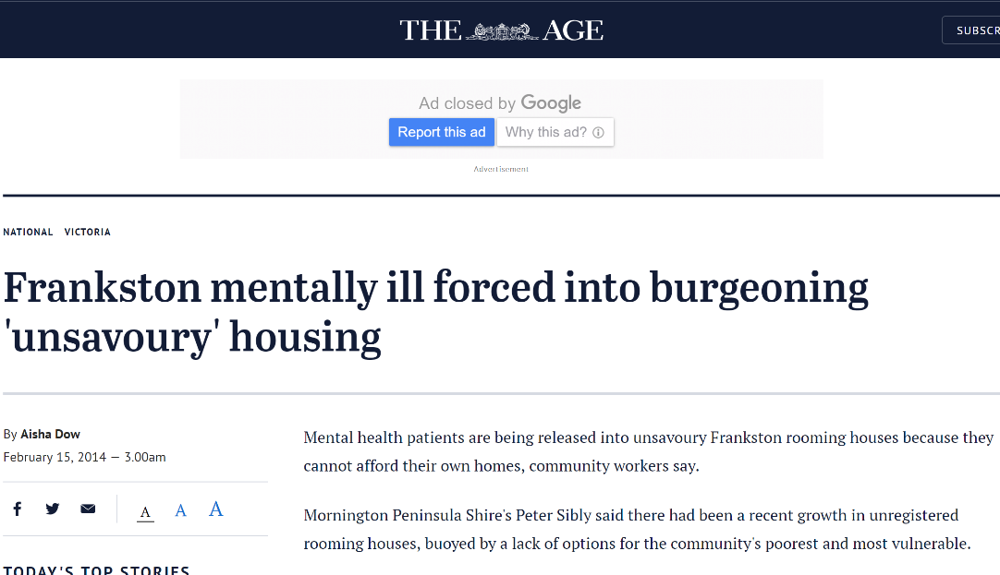 THE AGE
SUBSCR
Ad closed by Google
Report this ad Why this ad?
Advertisement
NATIONAL VICTORIA
Frankston mentally ill forced into burgeoning
'unsavoury' housing
By Aisha Dow
February 15, 2014 — 3.00am
A A A
Mental health patients are being released into unsavoury Frankston rooming houses because they
cannot afford their own homes, community workers say.
Mornington Peninsula Shire's Peter Sibly said there had been a recent growth in unregistered
rooming houses, buoyed by a lack of options for the community's poorest and most vulnerable.
TODAY'S TOP STORIES